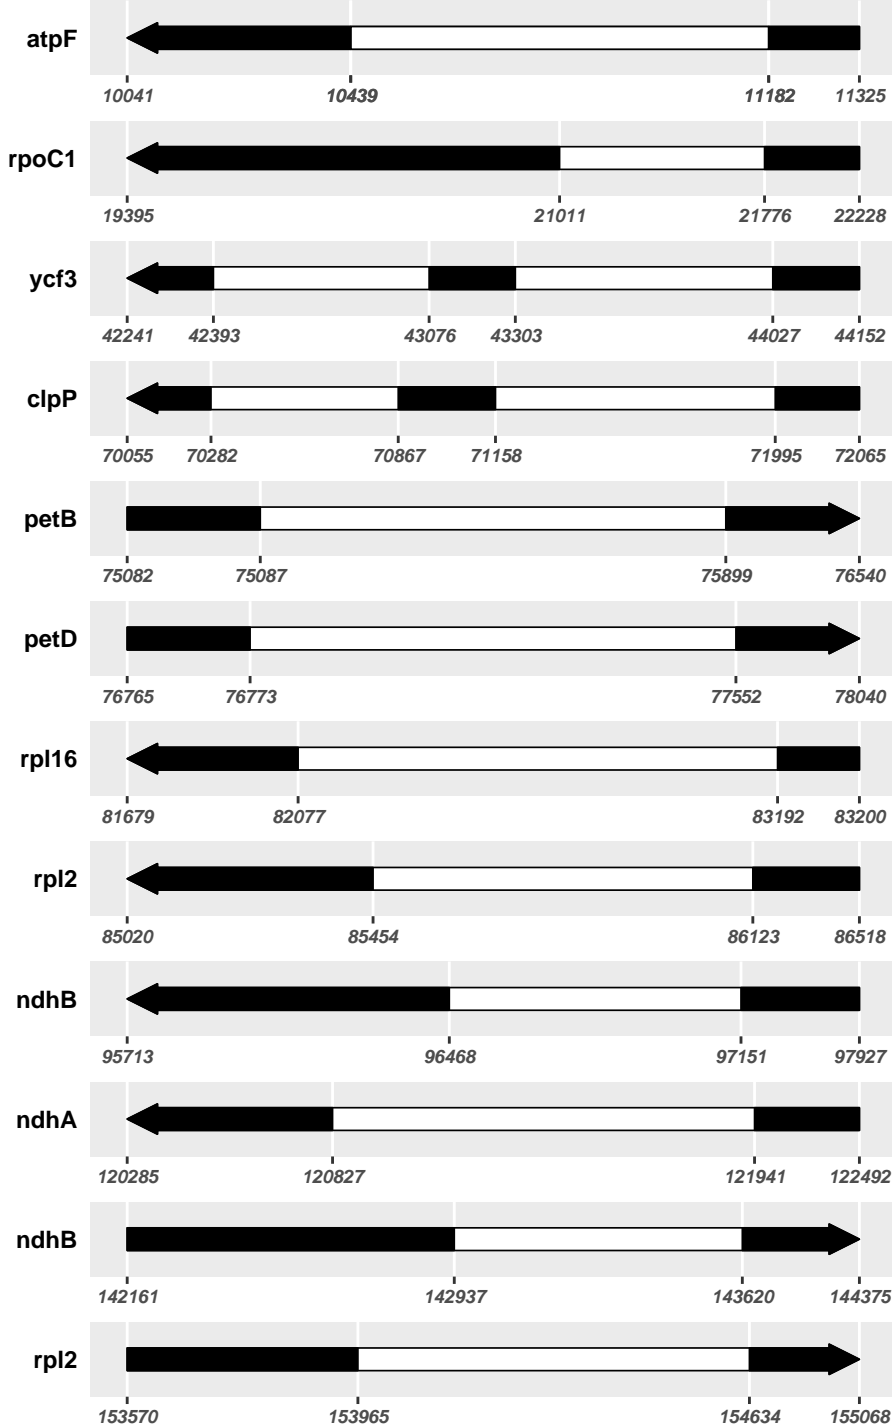 atpF
10041 10439 11182 11325
rpoC1
19395 21011 21776 22228
ycf3
42241 42393 43076 43303 44027 44152
clpP
70055 70282 70867 71158 71995 72065
petB
75082 75087 75899 76540
petD
76765 76773 77552 78040
rpl16
81679 82077 83192 83200
rpl2
85020 85454 86123 86518
ndhB
95713 96468 97151 97927
ndhA
120285 120827 121941 122492
ndhB
142161 142937 143620 144375
rpl2
153570 153965 154634 155068